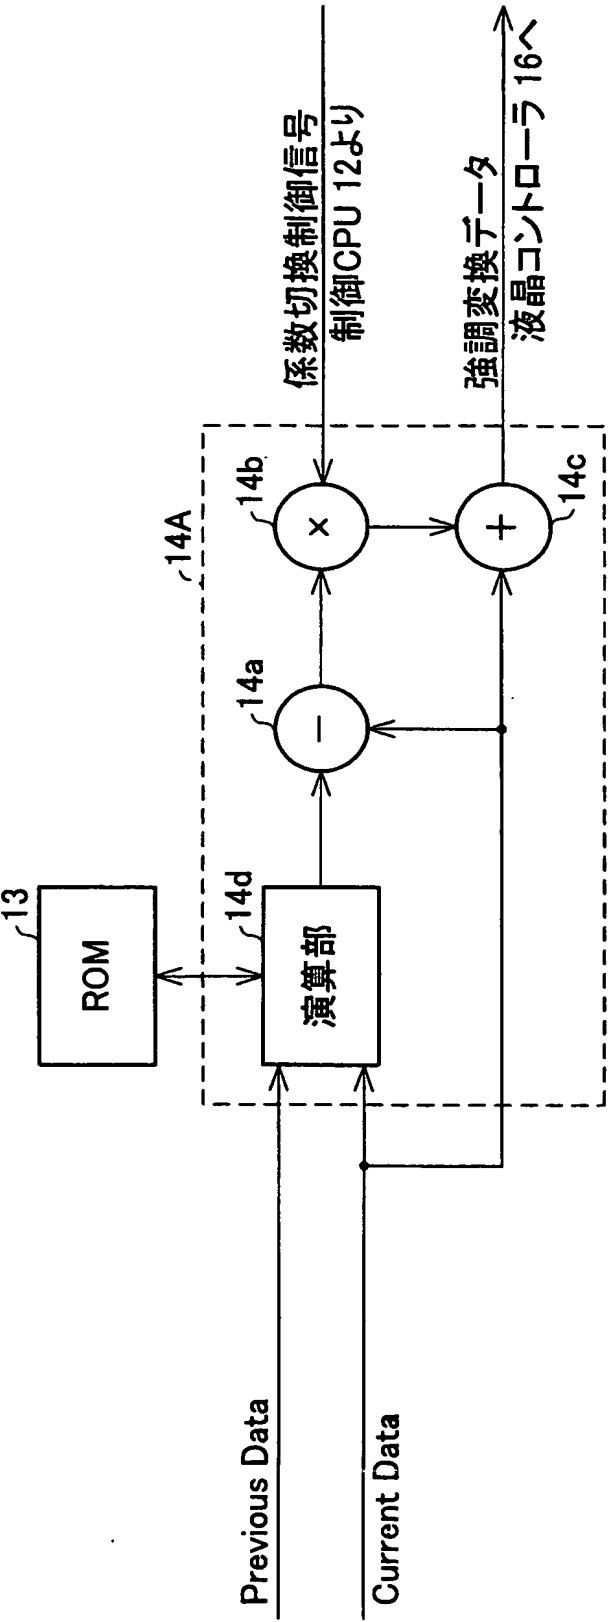 13
ROM
14A
14d
演算部
14a
−
14b
×
14c
+
Previous Data
Current Data
係数切換制御信号
制御CPU 12より
強調変換データ
液晶コントローラ 16へ